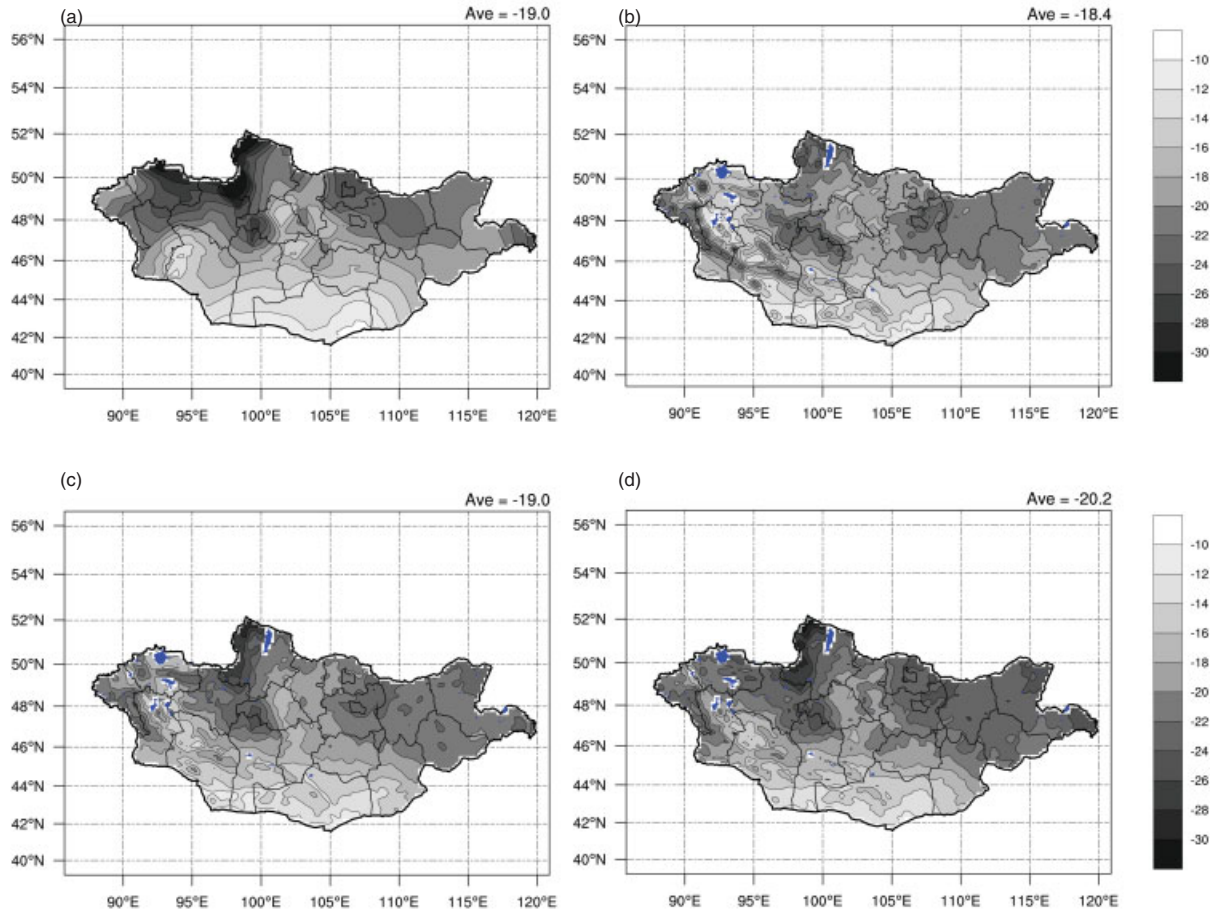 (a)
Ave = -19.0
56°N
54°N
52°N
50°N
48°N
46°N
44°N
42°N
40°N
90°E
95°E
100°E
105°E
110°E
115°E
120°E
(b)
Ave = -18.4
56°N
54°N
52°N
50°N
48°N
46°N
44°N
42°N
40°N
90°E
95°E
100°E
105°E
110°E
115°E
120°E
-10
-12
-14
-16
-18
-20
-22
-24
-26
-28
-30
(c)
Ave = -19.0
56°N
54°N
52°N
50°N
48°N
46°N
44°N
42°N
40°N
90°E
95°E
100°E
105°E
110°E
115°E
120°E
(d)
Ave = -20.2
56°N
54°N
52°N
50°N
48°N
46°N
44°N
42°N
40°N
90°E
95°E
100°E
105°E
110°E
115°E
120°E
-10
-12
-14
-16
-18
-20
-22
-24
-26
-28
-30